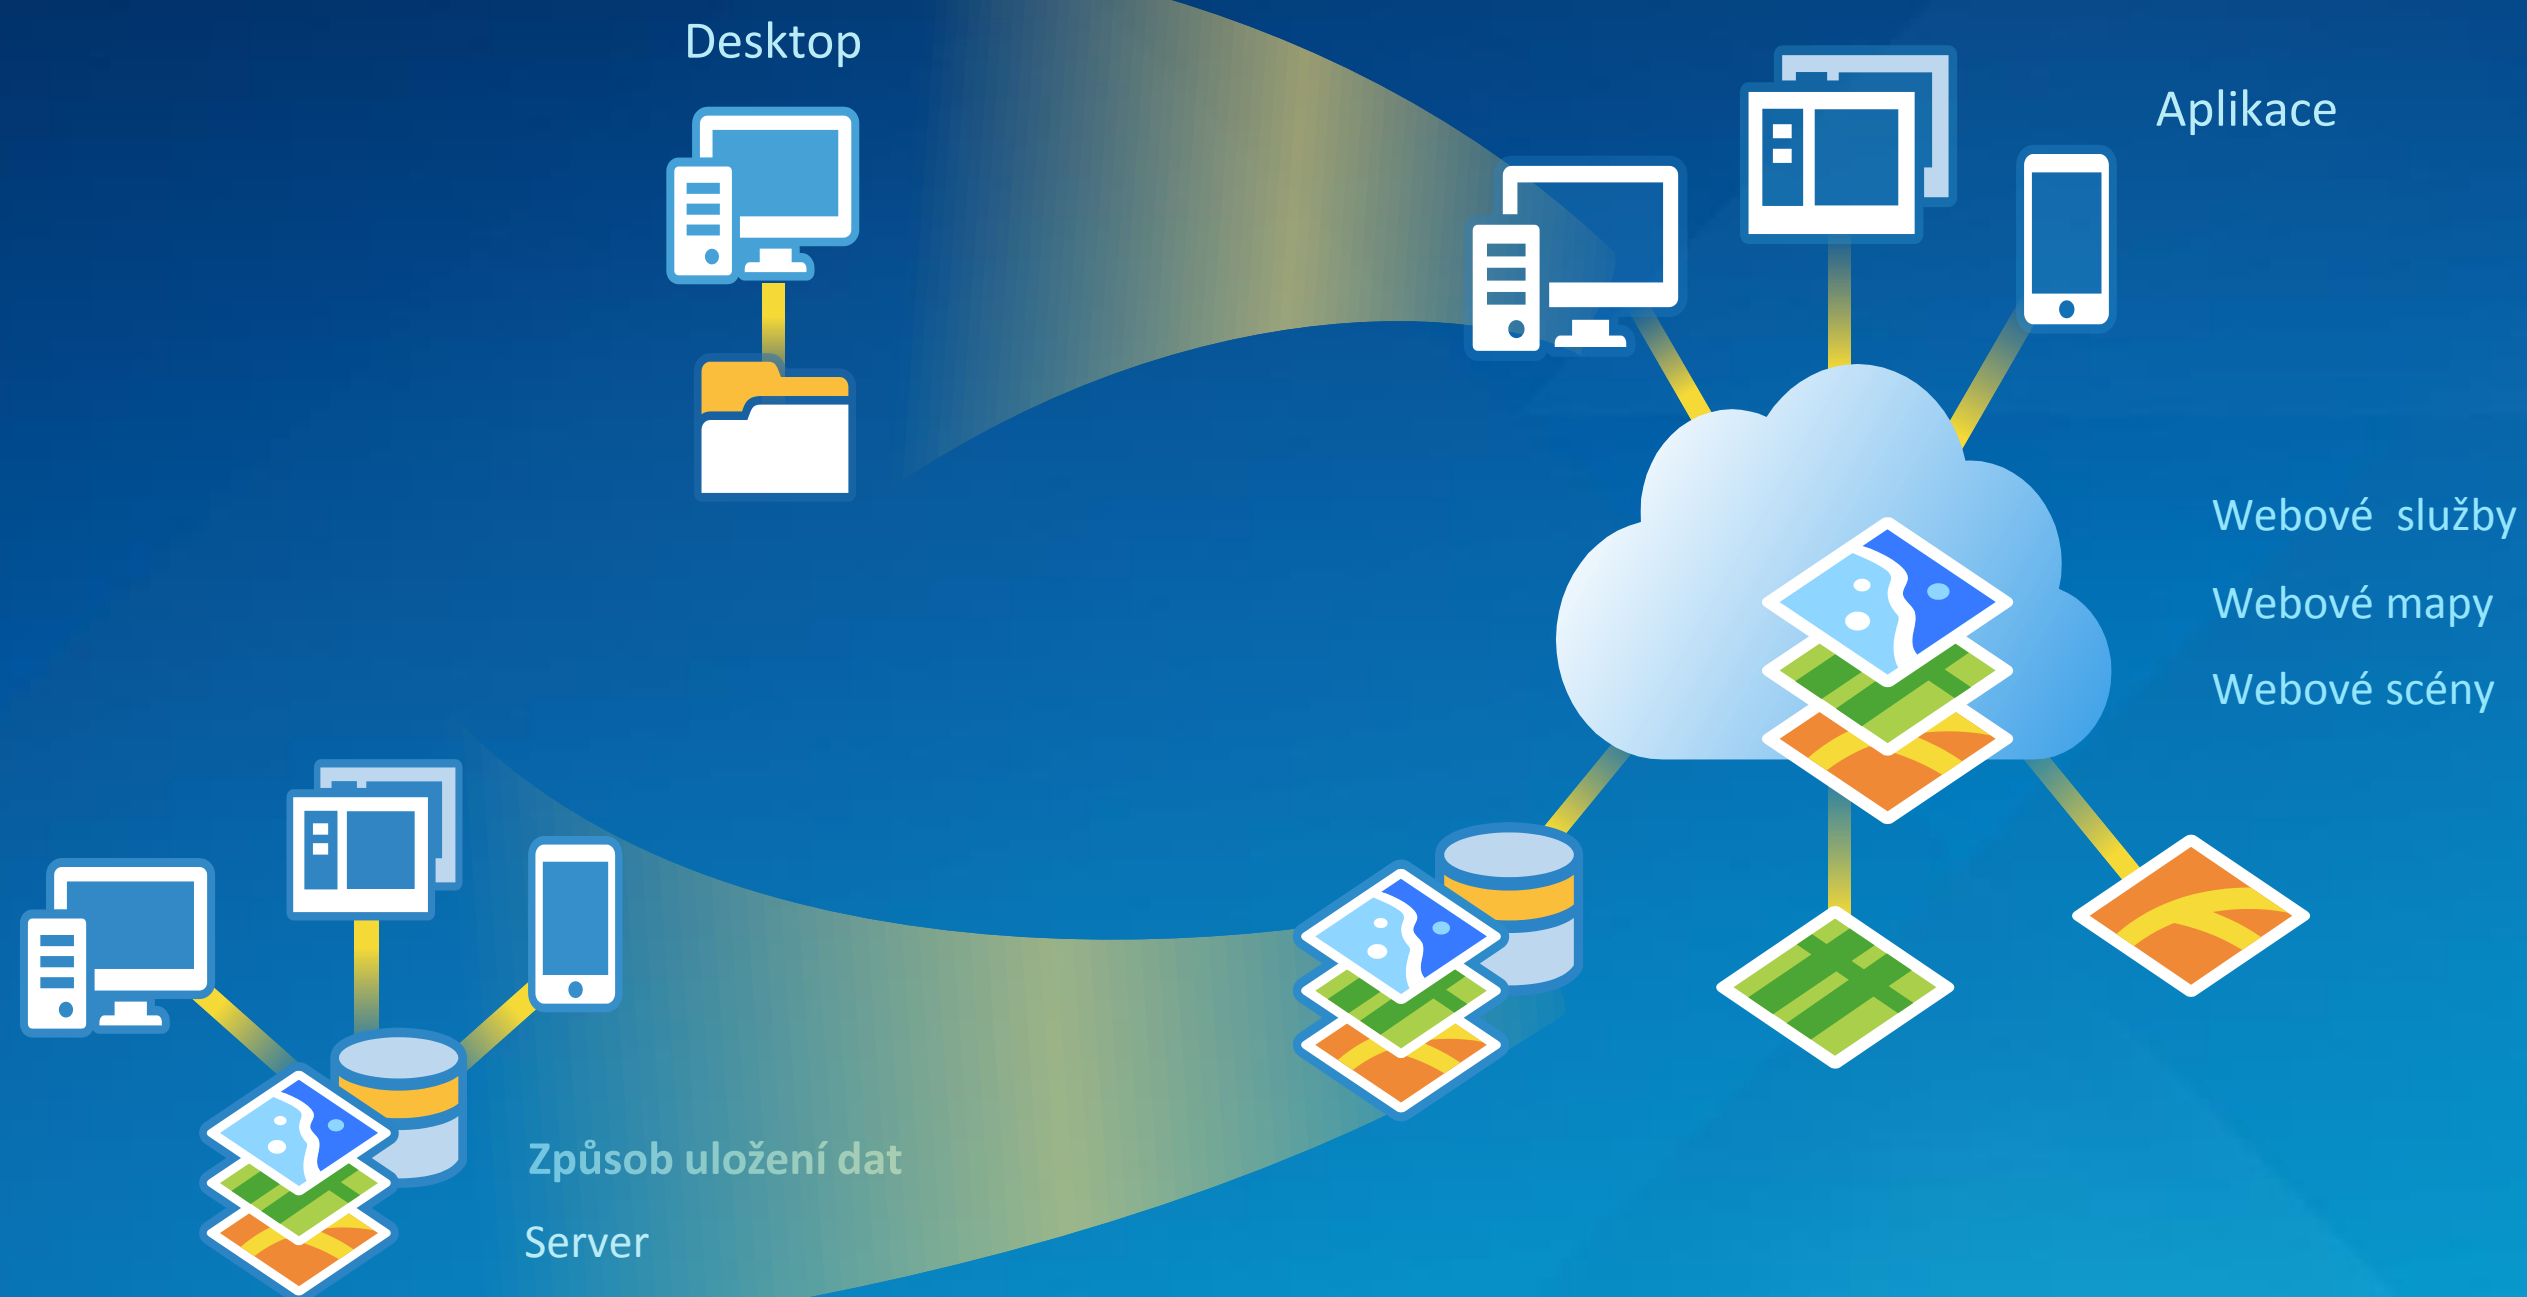 Desktop
Aplikace
Webové služby
Webové mapy
Webové scény
Způsob uložení dat
Server